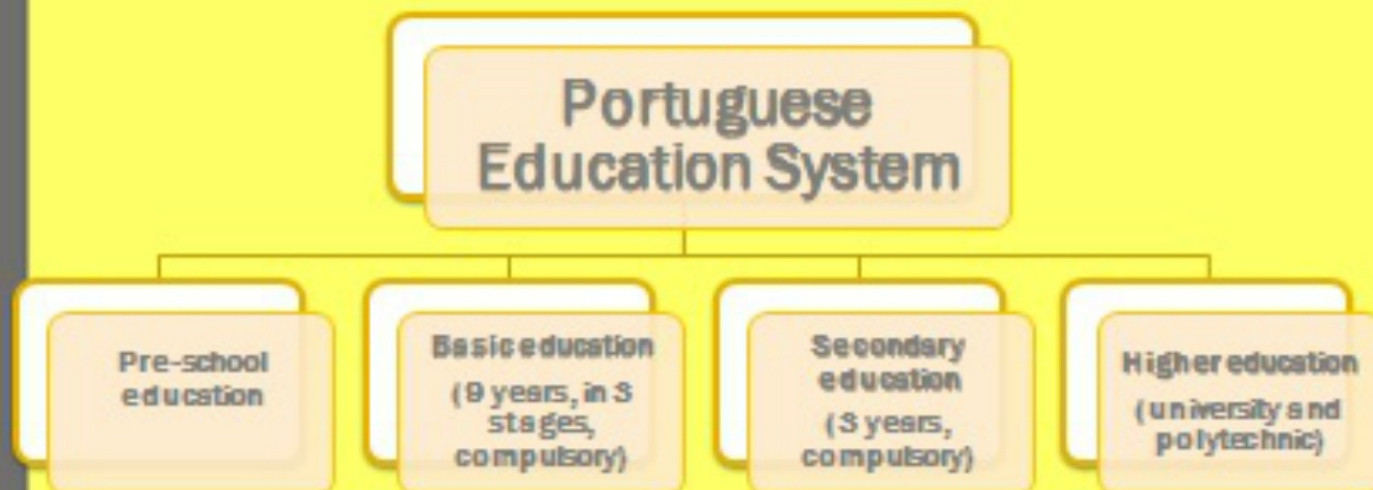 Portuguese
Education System
Pre-school
education
Basic education
(9 years, in 3
stages,
compulsory)
Secondary
education
(3 years,
compulsory)
Higher education
(university and
polytechnic)